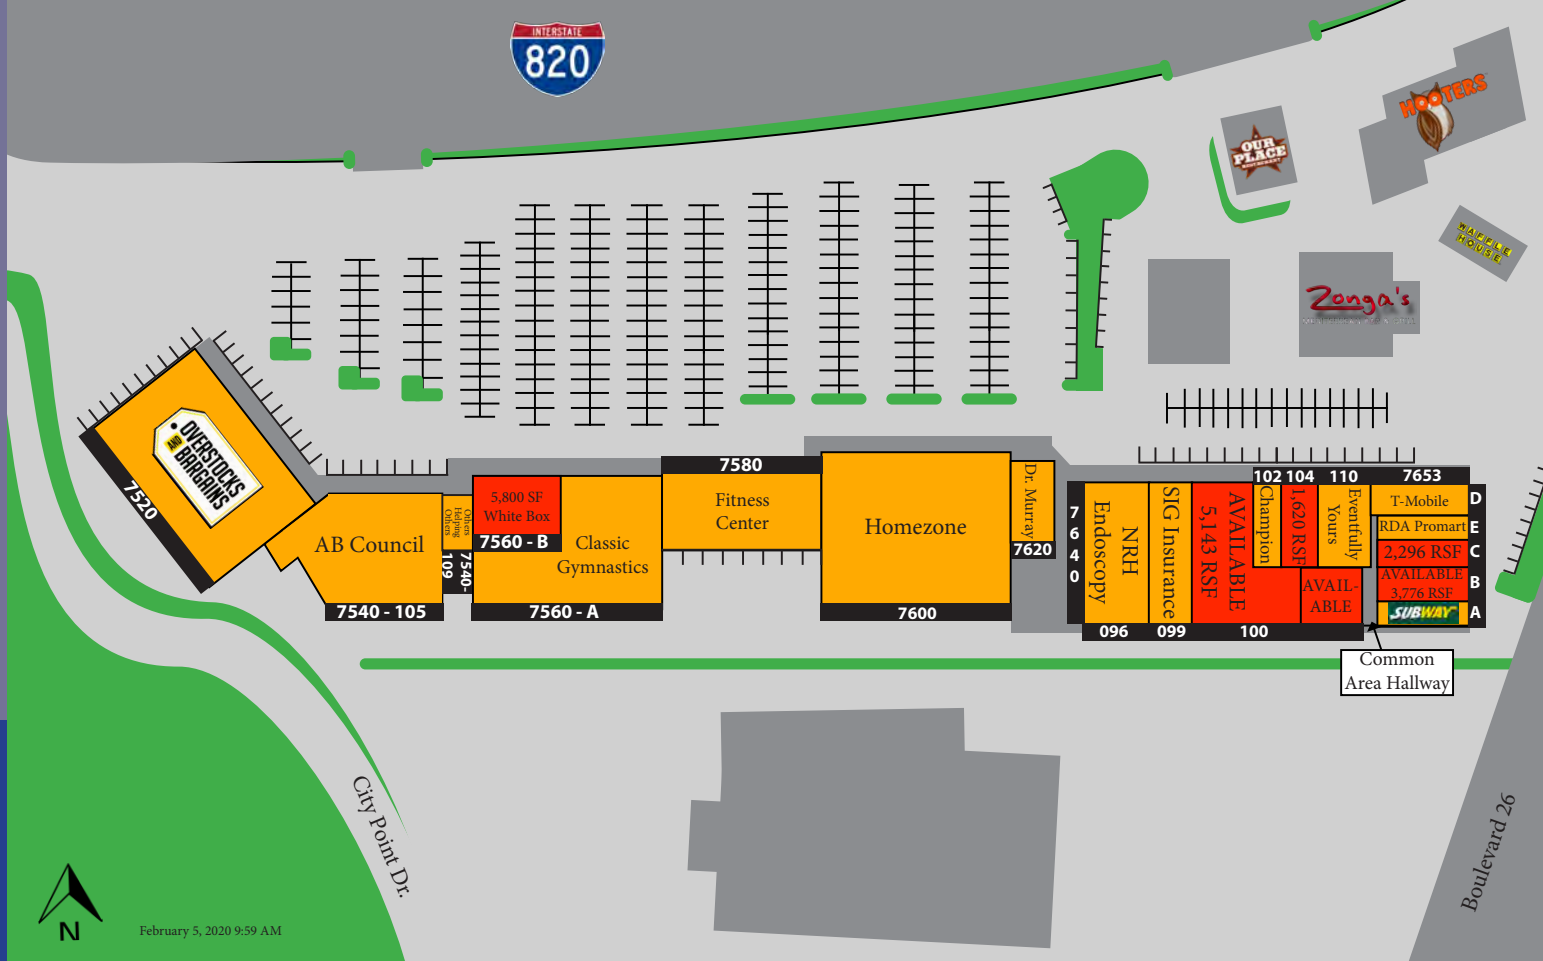 INTERSTATE
820
HOOTERS
OUR
PLACE
RESTAURANT
WAFFLE
HOUSE
Zonga's
OVERSTOCKS
AND
BARGAINS
7520
AB Council
7540 - 105
Others
Helping
Others
7540-
109
5,800 SF
White Box
7560 - B
Classic
Gymnastics
7560 - A
7580
Fitness
Center
Homezone
7600
Dr. Murray
7620
7640
NRH
Endoscopy
096
SIG Insurance
099
AVAILABLE
5,143 RSF
100
102
104
110
7653
Champion
1,620 RSF
Eventfully
Yours
AVAIL-
ABLE
T-Mobile
D
RDA Promart
E
2,296 RSF
C
AVAILABLE
3,776 RSF
B
SUBWAY
A
Common
Area Hallway
City Point Dr.
Boulevard 26
N
February 5, 2020 9:59 AM